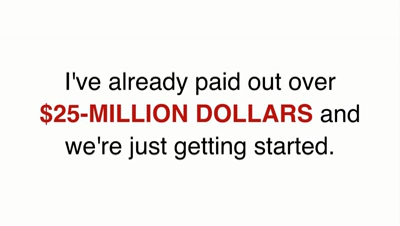 I've already paid out over
$25-MILLION DOLLARS and
we're just getting started.